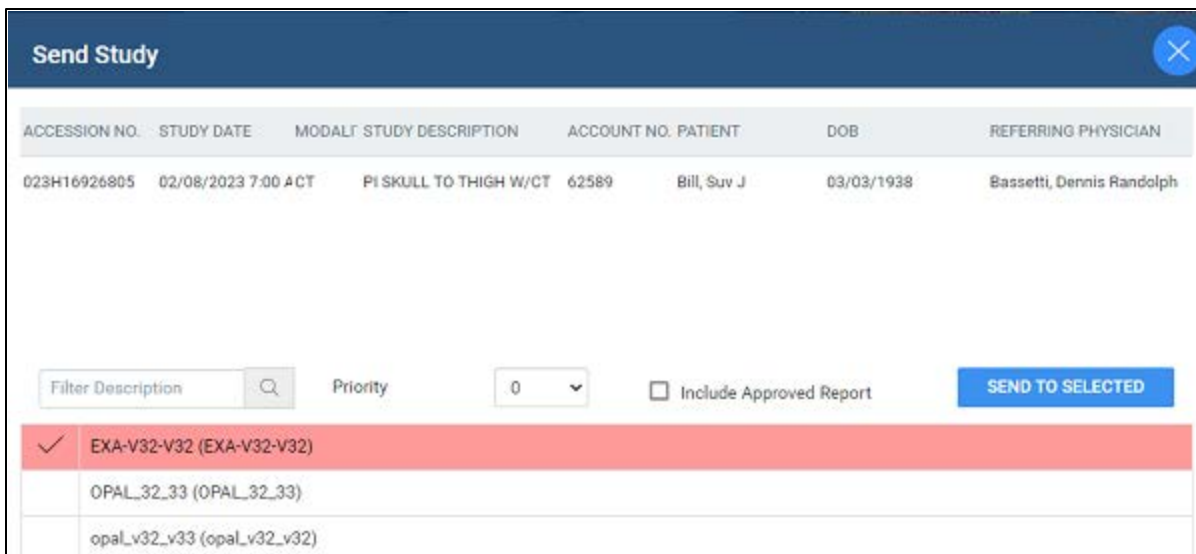 Send Study
ACCESSION NO. STUDY DATE MODALIT STUDY DESCRIPTION ACCOUNT NO. PATIENT DOB REFERRING PHYSICIAN
023H16926805 02/08/2023 7:00 A CT PI SKULL TO THIGH W/CT 62589 Bill, Suv J 03/03/1938 Bassetti, Dennis Randolph
Filter Description Priority 0 Include Approved Report SEND TO SELECTED
EXA-V32-V32 (EXA-V32-V32)
OPAL_32_33 (OPAL_32_33)
opal_v32_v33 (opal_v32_v32)